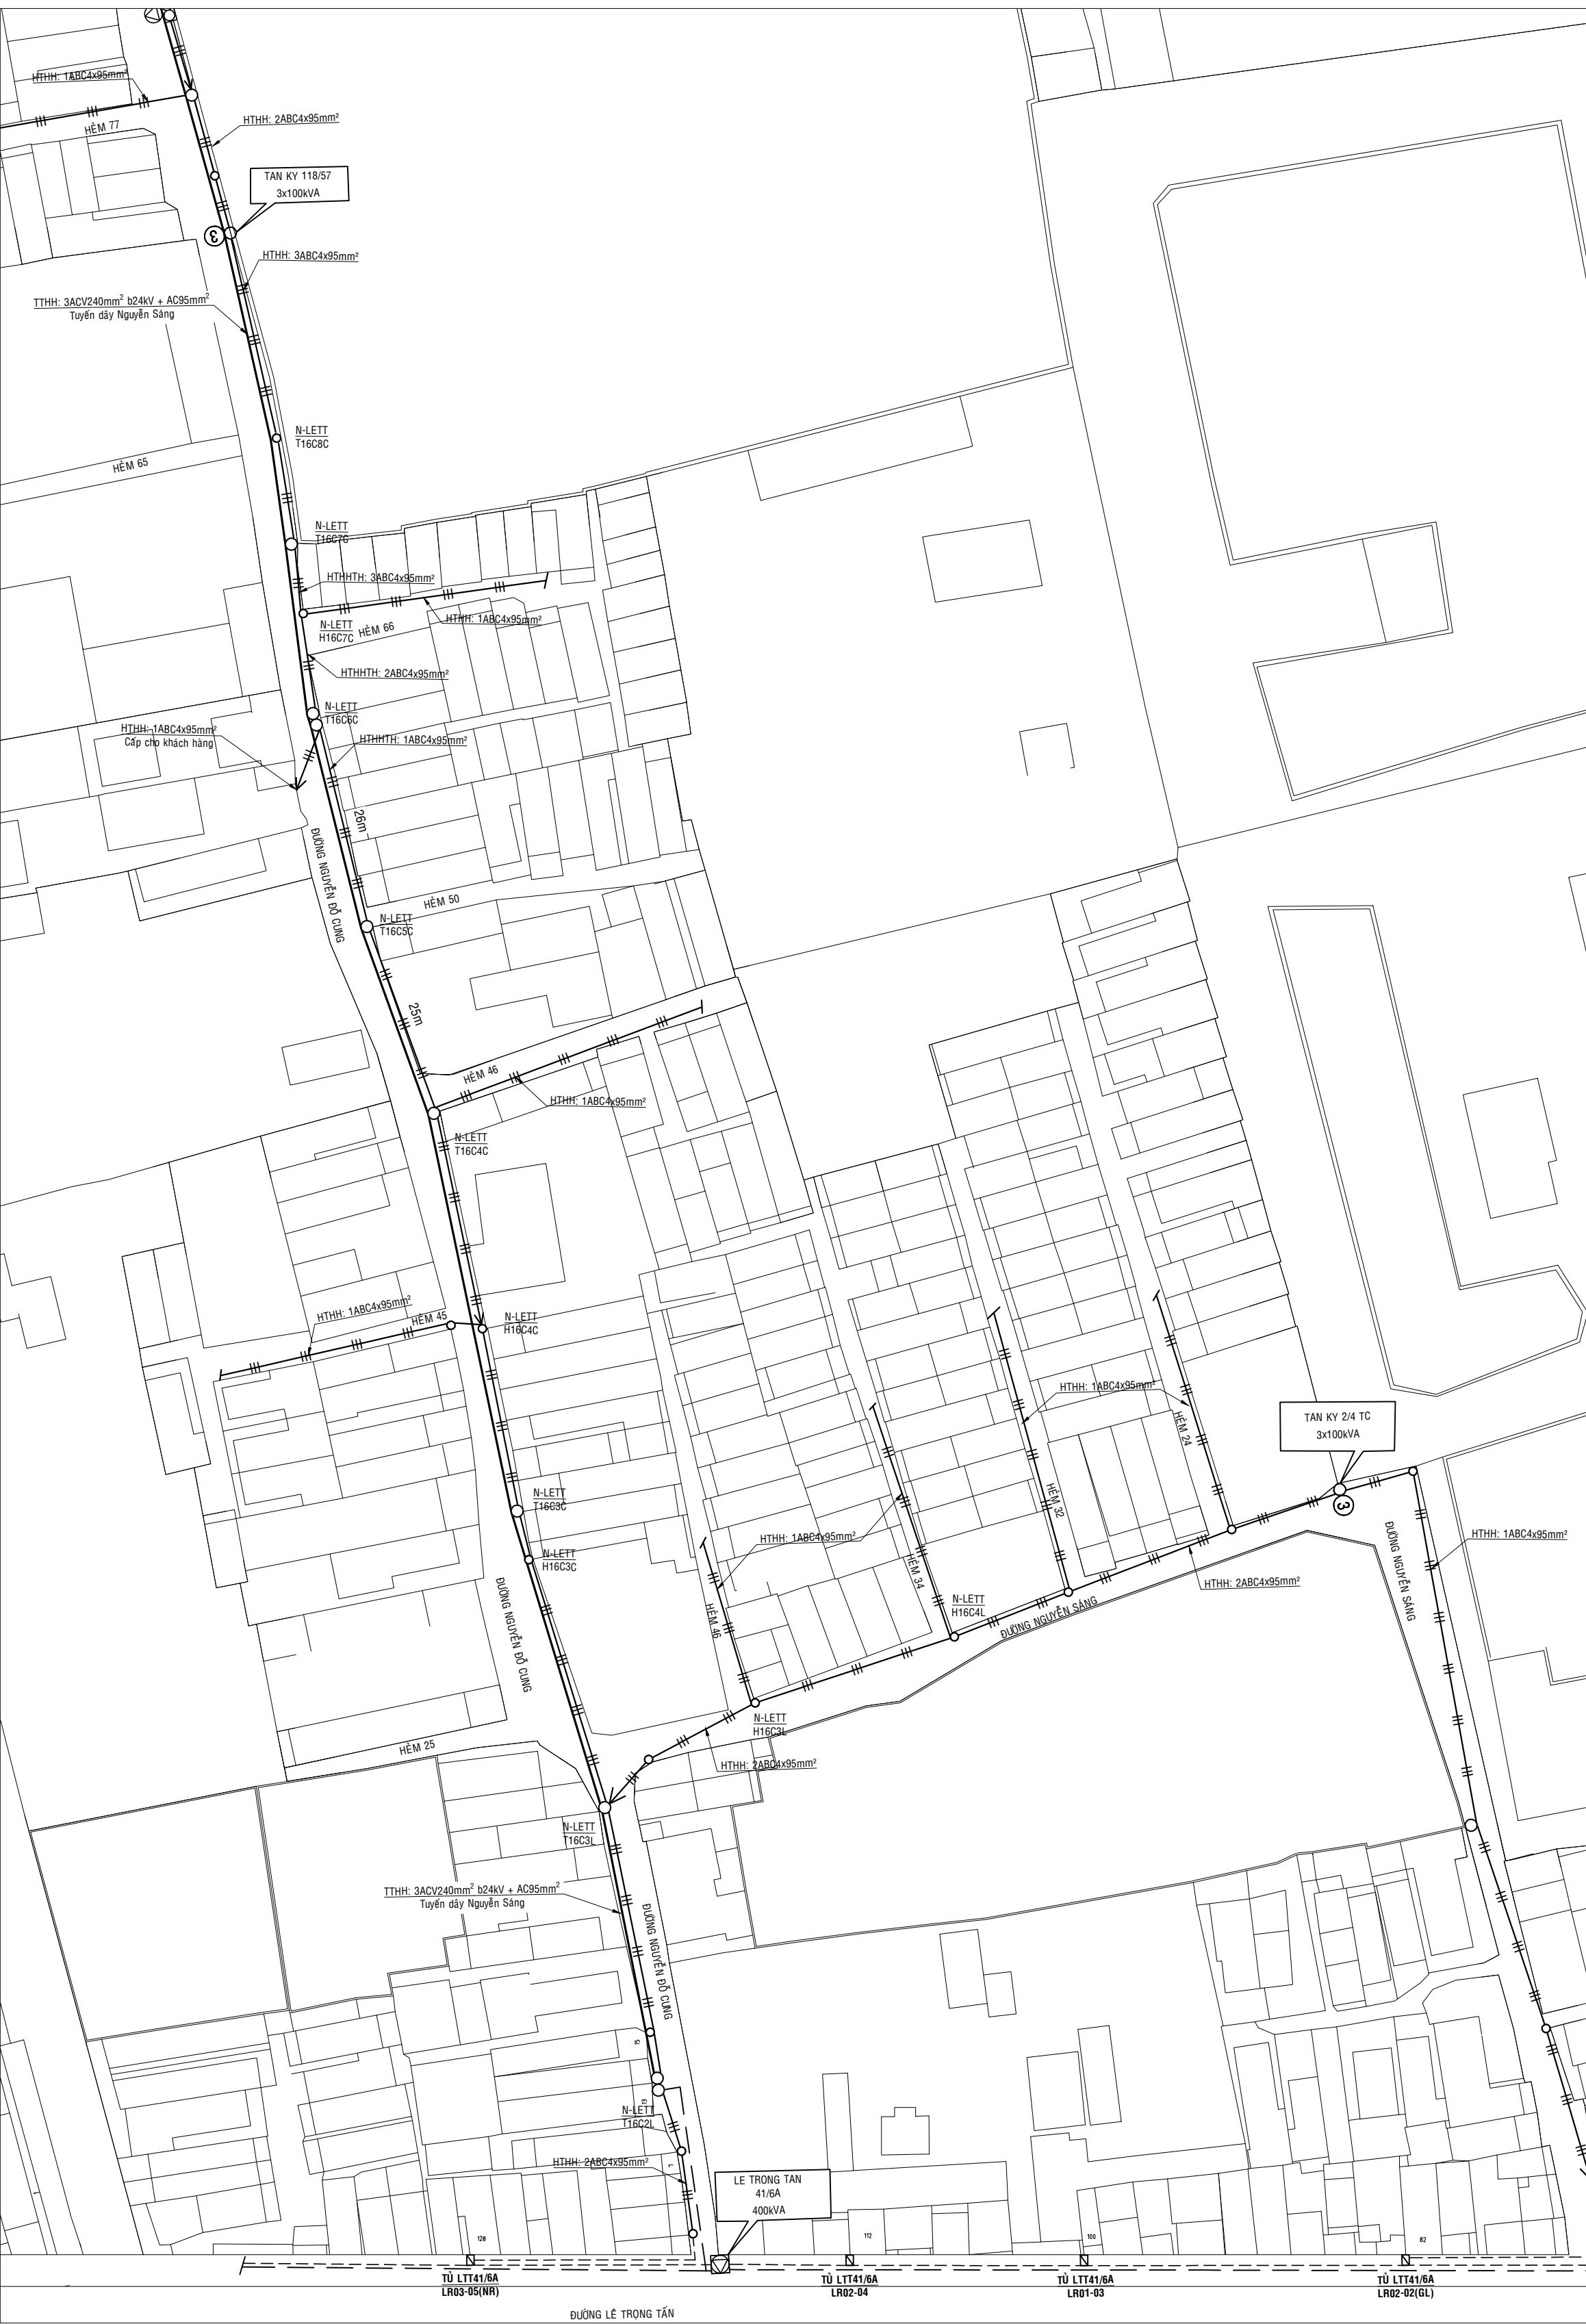 HTHH: 1ABC4x95mm²
HẺM 77
HTHH: 2ABC4x95mm²
TAN KY 118/57
3x100kVA
3
HTHH: 3ABC4x95mm²
TTHH: 3ACV240mm² b24kV + AC95mm²
Tuyến dây Nguyễn Sáng
N-LETT
T16C8C
HẺM 65
N-LETT
T16C7C
HTHHTH: 3ABC4x95mm²
HTHH: 1ABC4x95mm²
N-LETT
H16C7C
HẺM 66
HTHHTH: 2ABC4x95mm²
N-LETT
T16C6C
HTHH: 1ABC4x95mm²
Cấp cho khách hàng
HTHHTH: 1ABC4x95mm²
26m
ĐƯỜNG NGUYỄN ĐỖ CUNG
HẺM 50
N-LETT
T16C5C
25m
HẺM 46
HTHH: 1ABC4x95mm²
N-LETT
T16C4C
HTHH: 1ABC4x95mm²
HẺM 45
N-LETT
H16C4C
HTHH: 1ABC4x95mm²
HẺM 24
TAN KY 2/4 TC
3x100kVA
3
N-LETT
T16C3C
HẺM 32
HTHH: 1ABC4x95mm²
ĐƯỜNG NGUYỄN SÁNG
HTHH: 1ABC4x95mm²
N-LETT
H16C3C
HẺM 34
HTHH: 2ABC4x95mm²
ĐƯỜNG NGUYỄN ĐỖ CUNG
HẺM 46
N-LETT
H16C4L
ĐƯỜNG NGUYỄN SÁNG
N-LETT
H16C3L
HẺM 25
HTHH: 2ABC4x95mm²
N-LETT
T16C3L
TTHH: 3ACV240mm² b24kV + AC95mm²
Tuyến dây Nguyễn Sáng
ĐƯỜNG NGUYỄN ĐỖ CUNG
15
13
N-LETT
T16C2L
HTHH: 2ABC4x95mm²
1
LE TRONG TAN
41/6A
400kVA
128
112
100
82
TỦ LTT41/6A
LR03-05(NR)
TỦ LTT41/6A
LR02-04
TỦ LTT41/6A
LR01-03
TỦ LTT41/6A
LR02-02(GL)
ĐƯỜNG LÊ TRỌNG TẤN